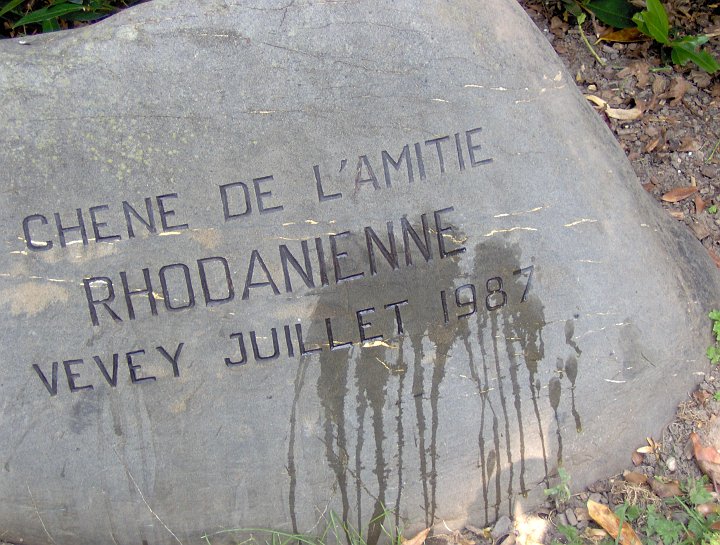 CHENE DE L'AMITIE
RHODANIENNE
VEVEY JUILLET 1987